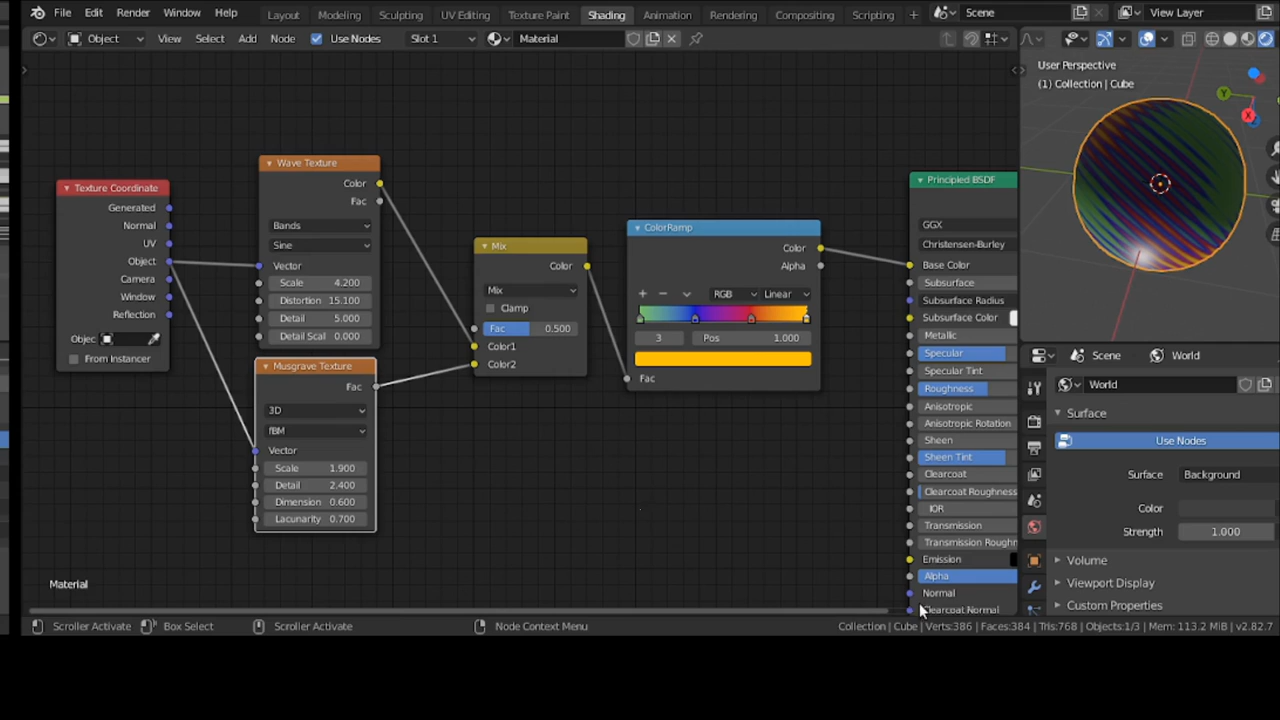 File Edit Render Window Help Layout Modeling Sculpting UV Editing Texture Paint Shading Animation Rendering Compositing Scripting + Scene View Layer
Object View Select Add Node Use Nodes Slot 1 Material
User Perspective
(1) Collection | Cube
Y
X
Texture Coordinate
Generated
Normal
UV
Object
Camera
Window
Reflection
Objec
From Instancer
Wave Texture
Color
Fac
Bands
Sine
Vector
Scale 4.200
Distortion 15.100
Detail 5.000
Detail Scal 0.000
Musgrave Texture
Fac
3D
fBM
Vector
Scale 1.900
Detail 2.400
Dimension 0.600
Lacunarity 0.700
Mix
Color
Mix
Clamp
Fac 0.500
Color1
Color2
ColorRamp
Color
Alpha
+ − RGB Linear
3 Pos 1.000
Fac
Principled BSDF
GGX
Christensen-Burley
Base Color
Subsurface
Subsurface Radius
Subsurface Color
Metallic
Specular
Specular Tint
Roughness
Anisotropic
Anisotropic Rotation
Sheen
Sheen Tint
Clearcoat
Clearcoat Roughness
IOR
Transmission
Transmission Roughn
Emission
Alpha
Normal
Clearcoat Normal
Scene World
World
Surface
Use Nodes
Surface Background
Color
Strength 1.000
Volume
Viewport Display
Custom Properties
Material
Scroller Activate Box Select Scroller Activate Node Context Menu Collection | Cube | Verts:386 | Faces:384 | Tris:768 | Objects:1/3 | Mem: 113.2 MiB | v2.82.7